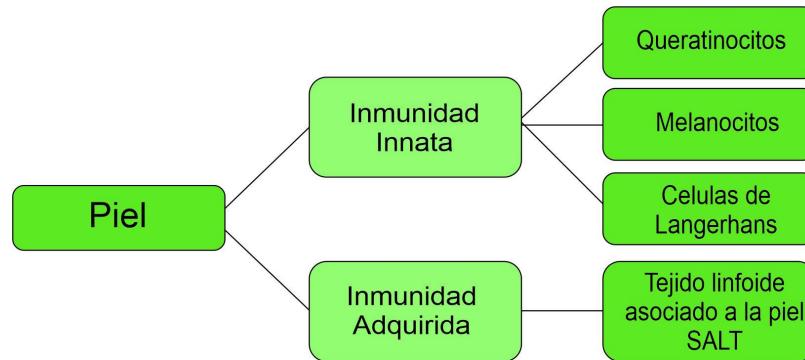 Piel
Inmunidad
Innata
Inmunidad
Adquirida
Queratinocitos
Melanocitos
Celulas de
Langerhans
Tejido linfoide
asociado a la piel
SALT